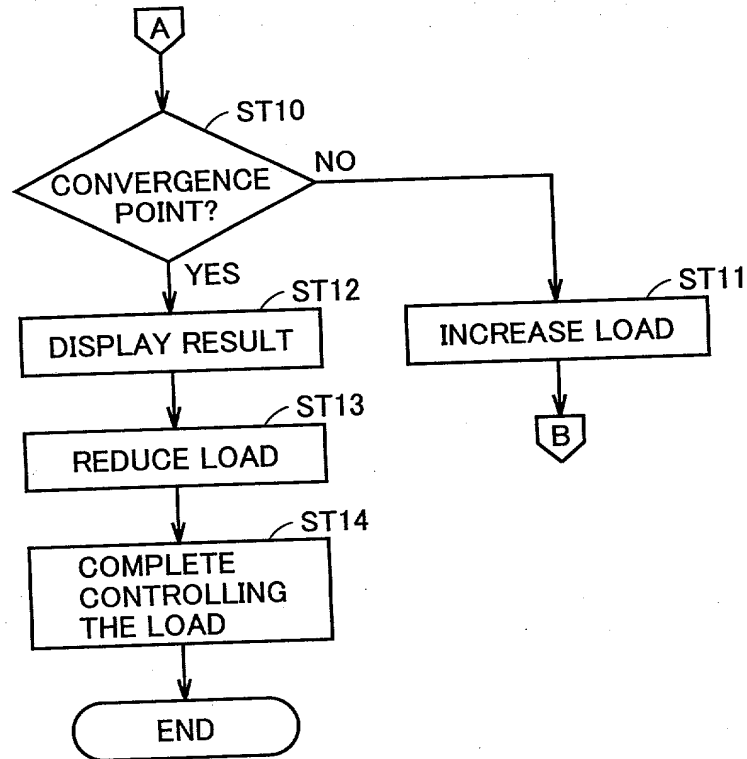 A
ST10
CONVERGENCE
POINT?
NO
YES
ST12
DISPLAY RESULT
ST11
INCREASE LOAD
B
ST13
REDUCE LOAD
ST14
COMPLETE
CONTROLLING
THE LOAD
END